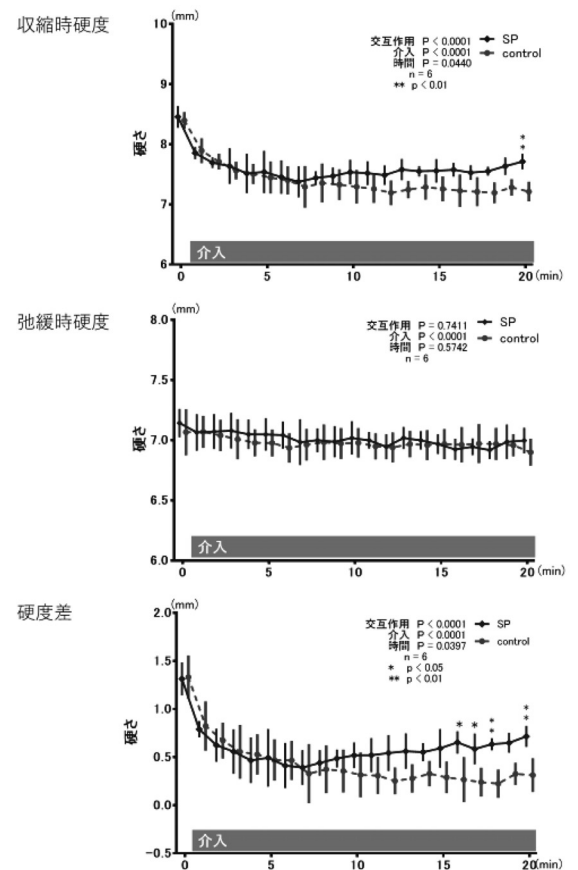 収縮時硬度
(mm)
10
9
8
7
6
硬さ
交互作用 P < 0.0001
介入 P < 0.0001
時間 P = 0.0440
n = 6
** p < 0.01
SP
control
**
介入
0 5 10 15 20 (min)
弛緩時硬度
(mm)
8.0
7.5
7.0
6.5
6.0
硬さ
交互作用 P = 0.7411
介入 P < 0.0001
時間 P = 0.5742
n = 6
SP
control
介入
0 5 10 15 20 (min)
硬度差
(mm)
2.0
1.5
1.0
0.5
0.0
-0.5
硬さ
交互作用 P < 0.0001
介入 P < 0.0001
時間 P = 0.0397
n = 6
* p < 0.05
** p < 0.01
SP
control
* * ** **
介入
0 5 10 15 20 (min)